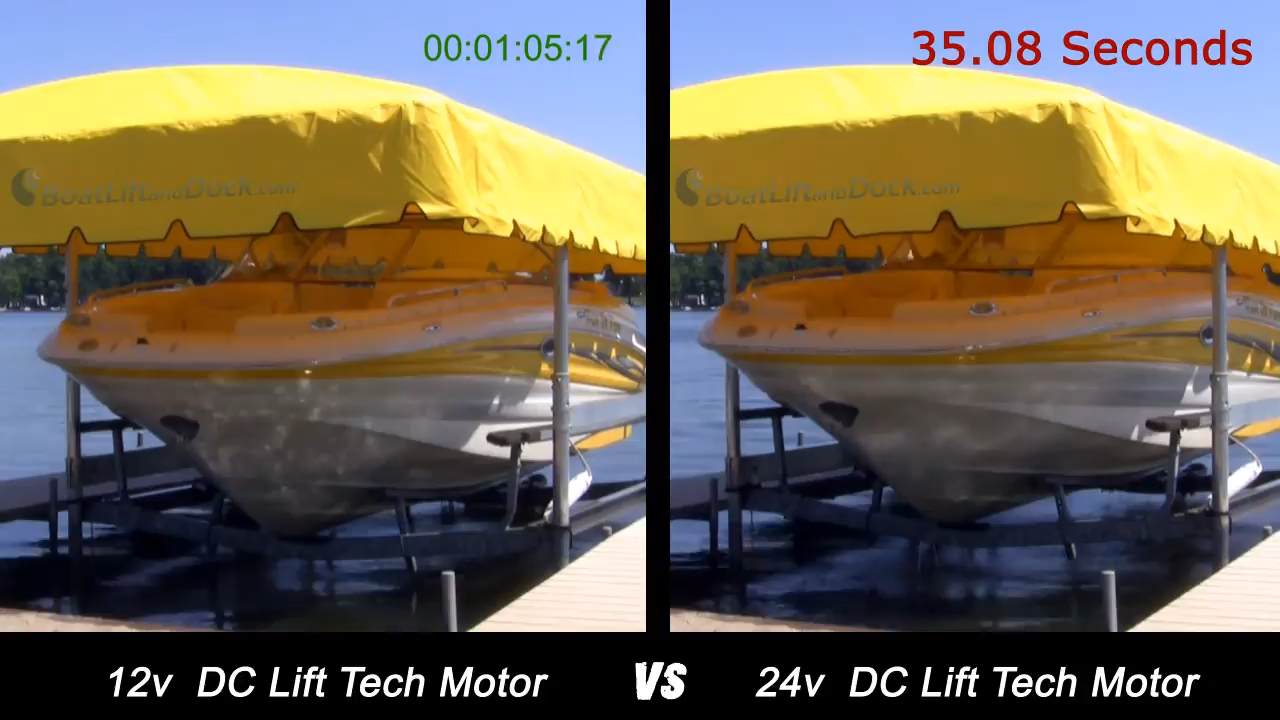 00:01:05:17
35.08 Seconds
BoatLiftandDock.com
BoatLiftandDock.com
12v DC Lift Tech Motor
VS
24v DC Lift Tech Motor